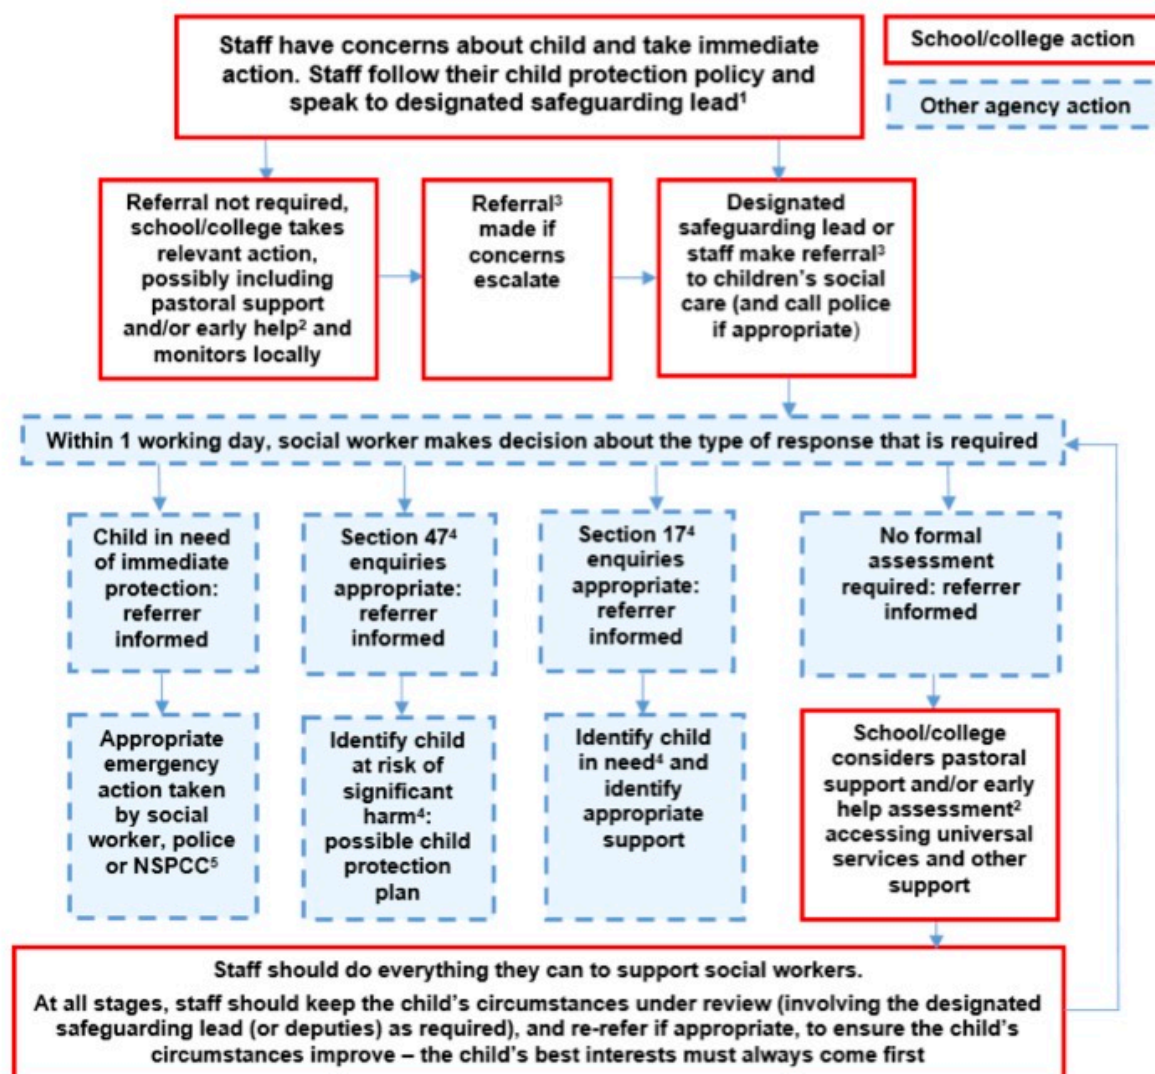 Staff have concerns about child and take immediate
action. Staff follow their child protection policy and
speak to designated safeguarding lead¹
School/college action
Other agency action
Referral not required,
school/college takes
relevant action,
possibly including
pastoral support
and/or early help² and
monitors locally
Referral³
made if
concerns
escalate
Designated
safeguarding lead or
staff make referral³
to children’s social
care (and call police
if appropriate)
Within 1 working day, social worker makes decision about the type of response that is required
Child in need
of immediate
protection:
referrer
informed
Section 47⁴
enquiries
appropriate:
referrer
informed
Section 17⁴
enquiries
appropriate:
referrer
informed
No formal
assessment
required: referrer
informed
Appropriate
emergency
action taken
by social
worker, police
or NSPCC⁵
Identify child
at risk of
significant
harm⁴:
possible child
protection
plan
Identify child
in need⁴ and
identify
appropriate
support
School/college
considers pastoral
support and/or early
help assessment²
accessing universal
services and other
support
Staff should do everything they can to support social workers.
At all stages, staff should keep the child’s circumstances under review (involving the designated
safeguarding lead (or deputies) as required), and re-refer if appropriate, to ensure the child’s
circumstances improve – the child’s best interests must always come first